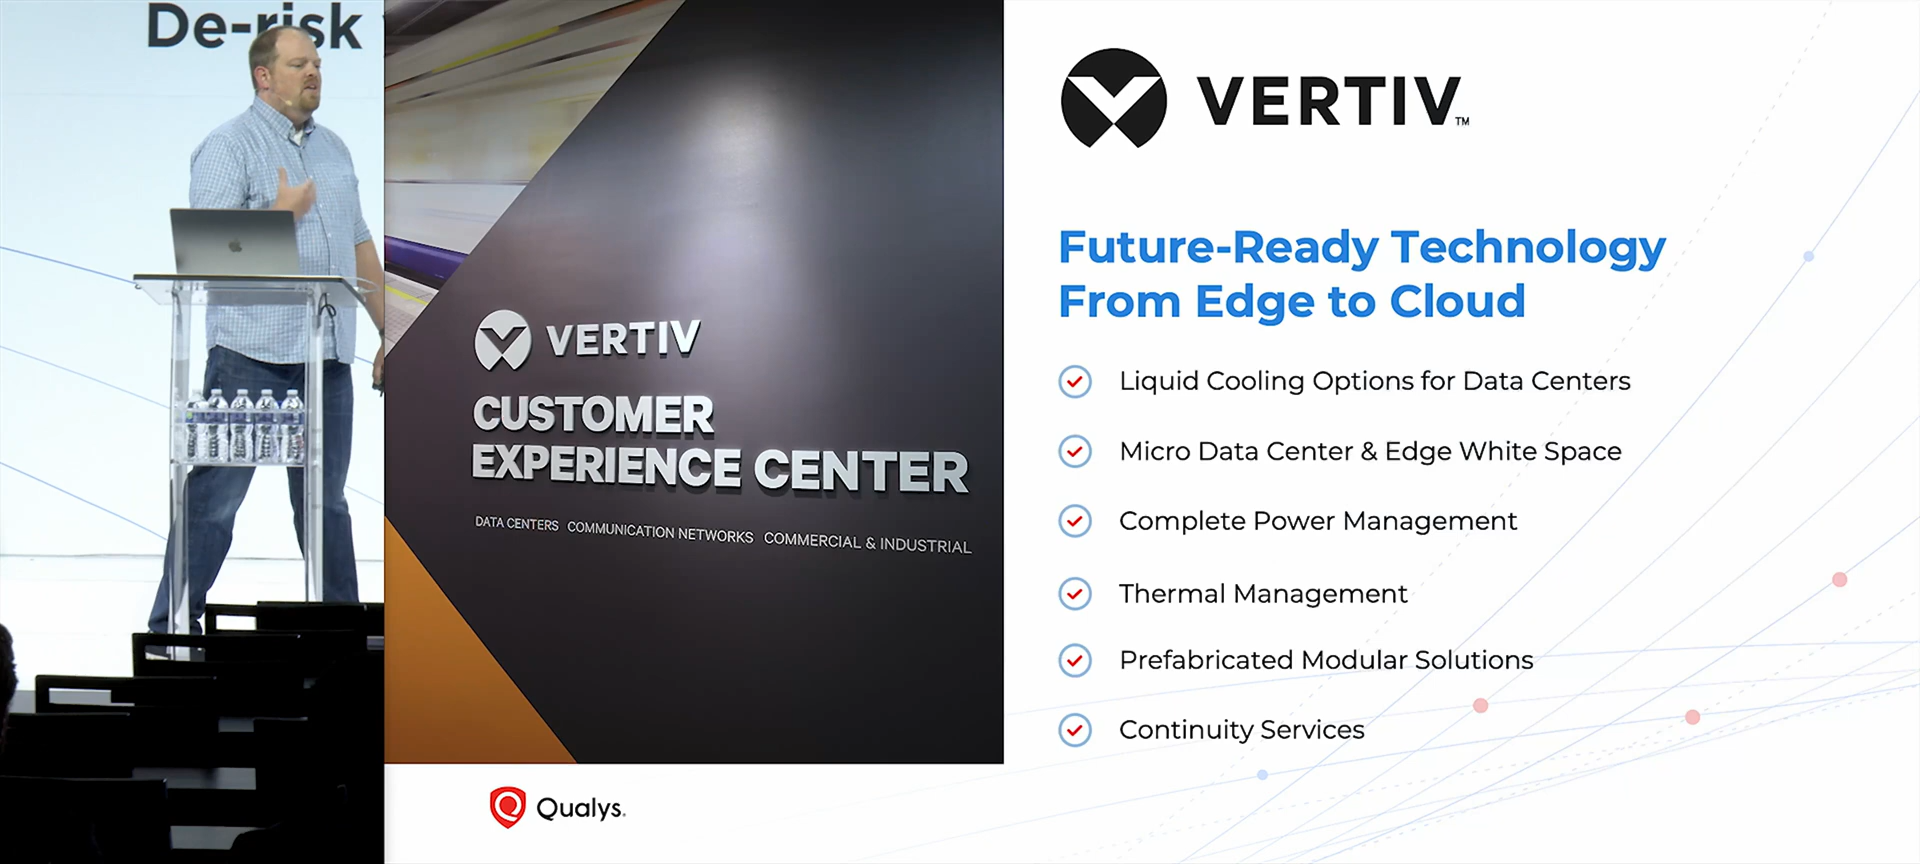 De-risk
VERTIV
CUSTOMER
EXPERIENCE CENTER
DATA CENTERS COMMUNICATION NETWORKS COMMERCIAL & INDUSTRIAL
Qualys.
VERTIV™
Future-Ready Technology
From Edge to Cloud
Liquid Cooling Options for Data Centers
Micro Data Center & Edge White Space
Complete Power Management
Thermal Management
Prefabricated Modular Solutions
Continuity Services